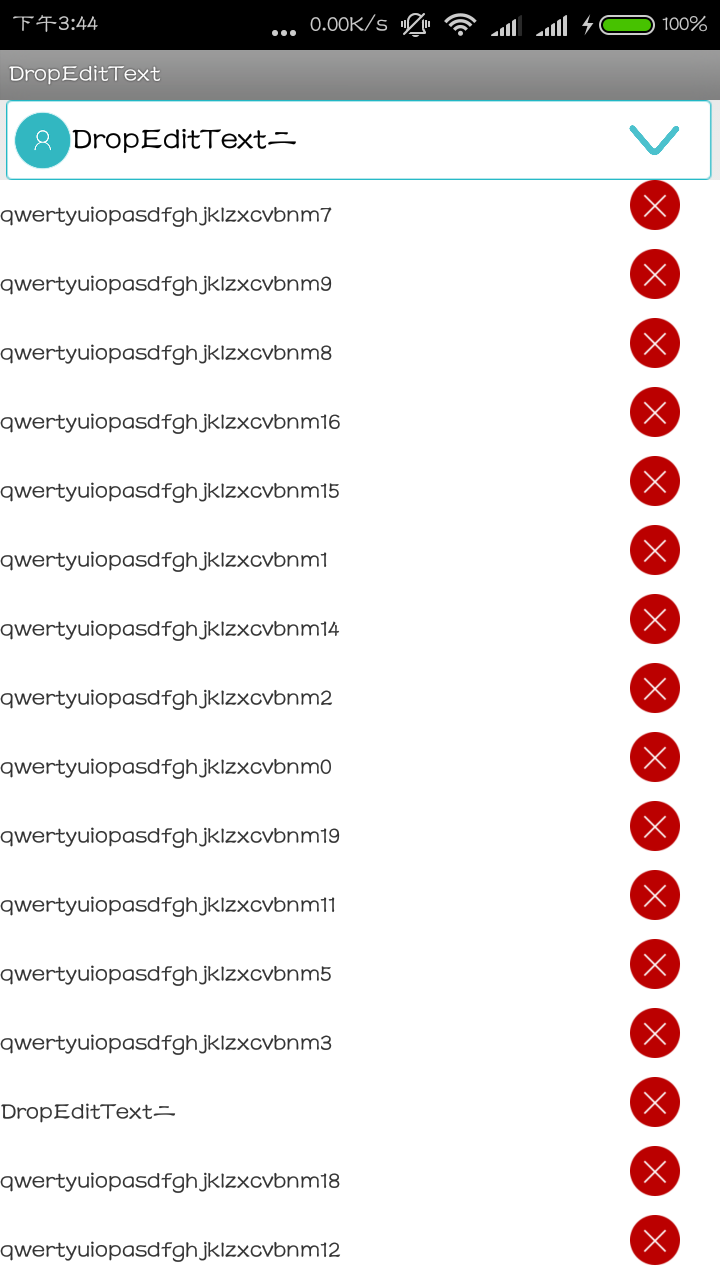 下午3:44 ... 0.00K/s 100%
DropEditText
DropEditText二
qwertyuiopasdfghjklzxcvbnm7
qwertyuiopasdfghjklzxcvbnm9
qwertyuiopasdfghjklzxcvbnm8
qwertyuiopasdfghjklzxcvbnm16
qwertyuiopasdfghjklzxcvbnm15
qwertyuiopasdfghjklzxcvbnm1
qwertyuiopasdfghjklzxcvbnm14
qwertyuiopasdfghjklzxcvbnm2
qwertyuiopasdfghjklzxcvbnm0
qwertyuiopasdfghjklzxcvbnm19
qwertyuiopasdfghjklzxcvbnm11
qwertyuiopasdfghjklzxcvbnm5
qwertyuiopasdfghjklzxcvbnm3
DropEditText二
qwertyuiopasdfghjklzxcvbnm18
qwertyuiopasdfghjklzxcvbnm12